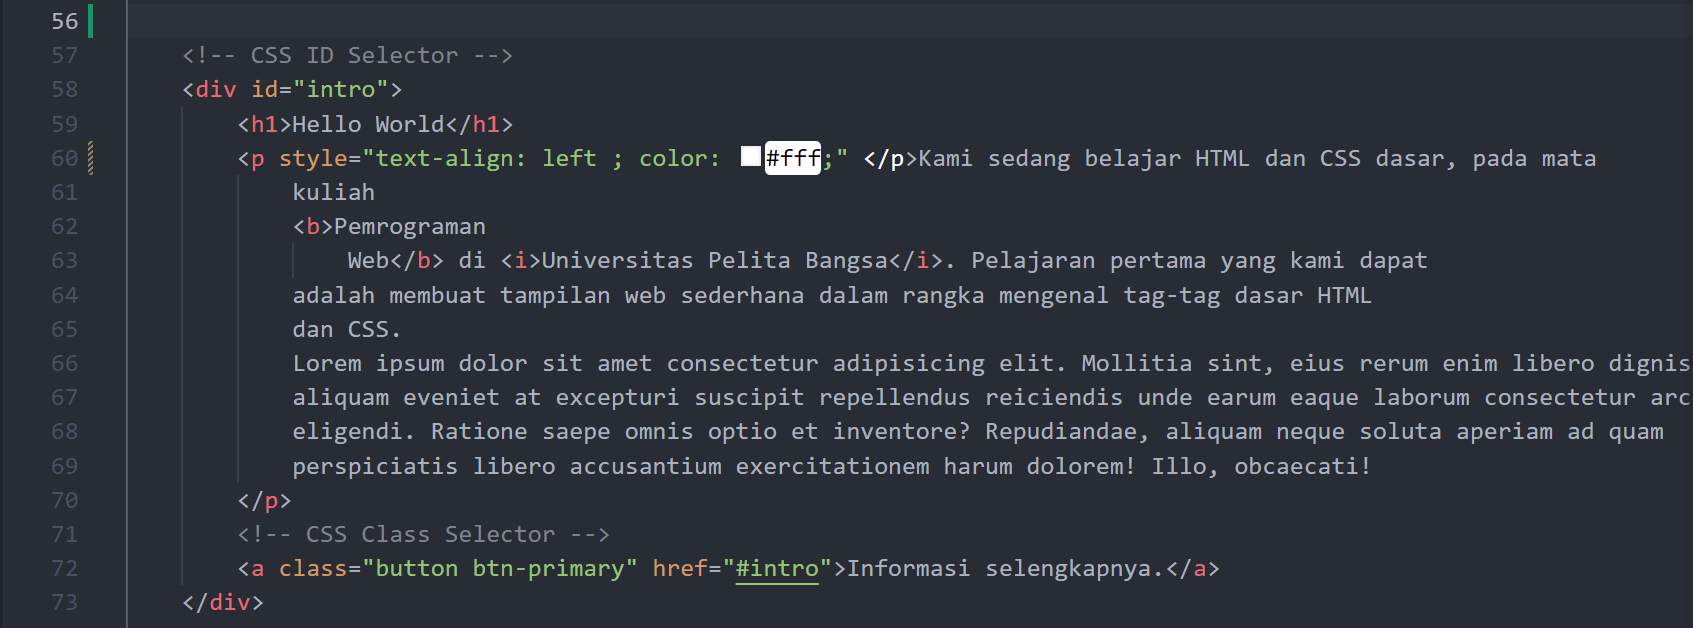 56
57 <!-- CSS ID Selector -->
58 <div id="intro">
59 <h1>Hello World</h1>
60 <p style="text-align: left ; color: #fff;" </p>Kami sedang belajar HTML dan CSS dasar, pada mata
61 kuliah
62 <b>Pemrograman
63 Web</b> di <i>Universitas Pelita Bangsa</i>. Pelajaran pertama yang kami dapat
64 adalah membuat tampilan web sederhana dalam rangka mengenal tag-tag dasar HTML
65 dan CSS.
66 Lorem ipsum dolor sit amet consectetur adipisicing elit. Mollitia sint, eius rerum enim libero dignis
67 aliquam eveniet at excepturi suscipit repellendus reiciendis unde earum eaque laborum consectetur arc
68 eligendi. Ratione saepe omnis optio et inventore? Repudiandae, aliquam neque soluta aperiam ad quam
69 perspiciatis libero accusantium exercitationem harum dolorem! Illo, obcaecati!
70 </p>
71 <!-- CSS Class Selector -->
72 <a class="button btn-primary" href="#intro">Informasi selengkapnya.</a>
73 </div>